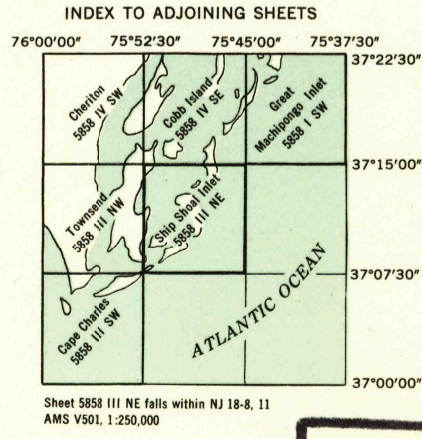 INDEX TO ADJOINING SHEETS
76°00'00" 75°52'30" 75°45'00" 75°37'30"
37°22'30"
Cheriton
5858 IV SW
Cobb Island
5858 IV SE
Great
Machipongo Inlet
5858 I SW
37°15'00"
Townsend
5858 III NW
Ship Shoal Inlet
5858 III NE
37°07'30"
Cape Charles
5858 III SW
ATLANTIC OCEAN
37°00'00"
Sheet 5858 III NE falls within NJ 18-8, 11
AMS V501, 1:250,000